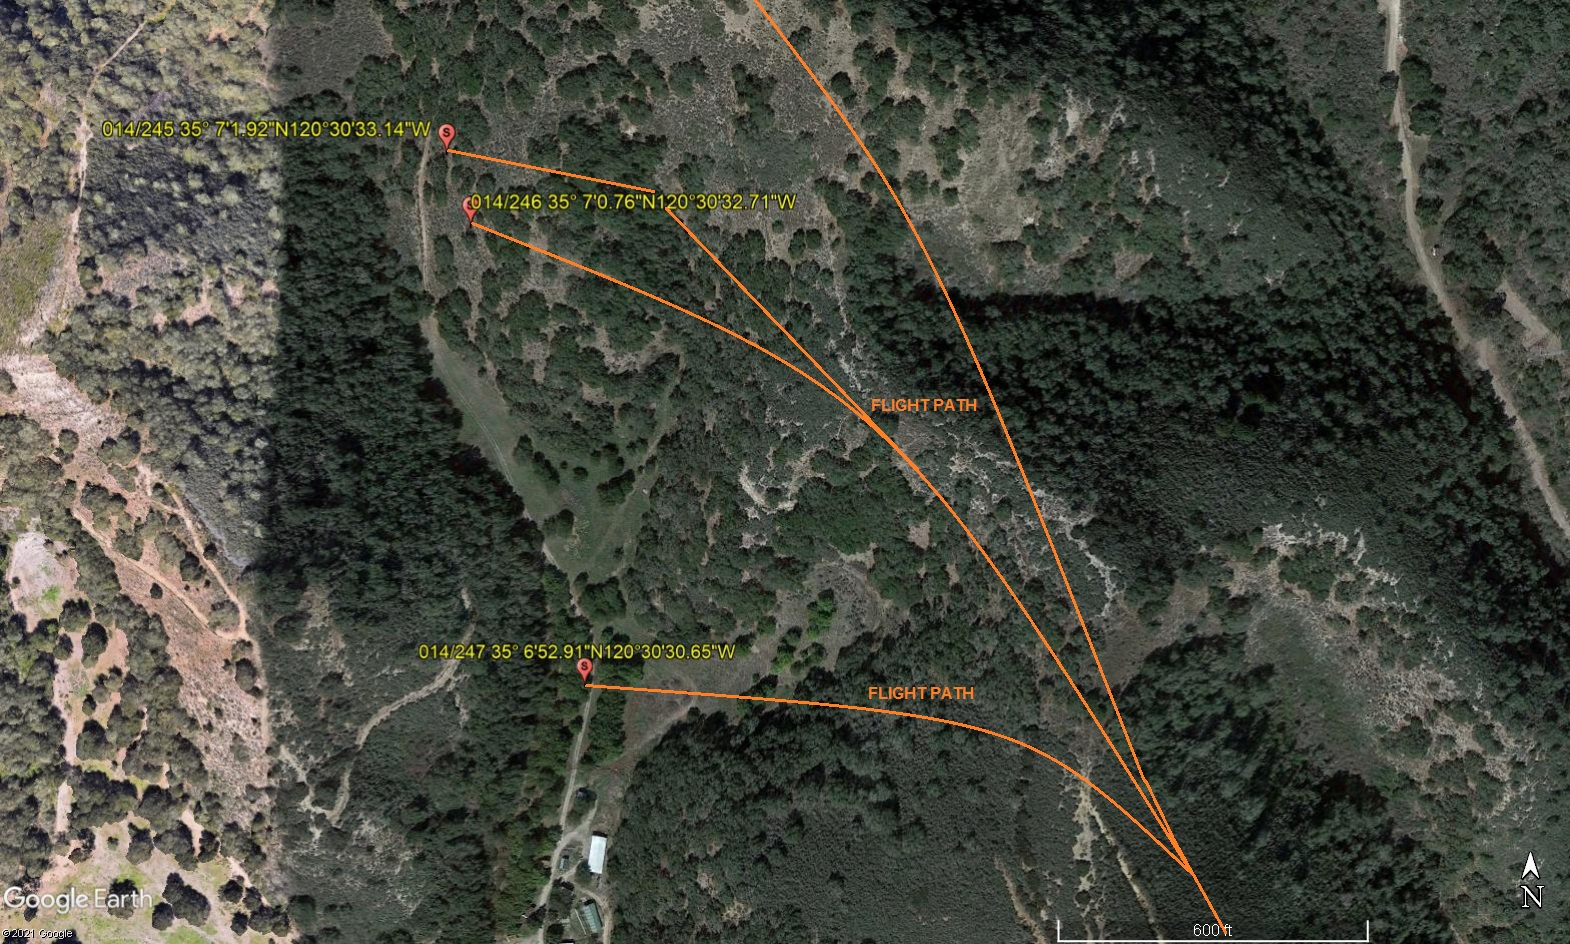 014/245 35° 7'1.92"N120°30'33.14"W
S
014/246 35° 7'0.76"N120°30'32.71"W
FLIGHT PATH
014/247 35° 6'52.91"N120°30'30.65"W
S
FLIGHT PATH
Google Earth
©2021 Google
600 ft
N